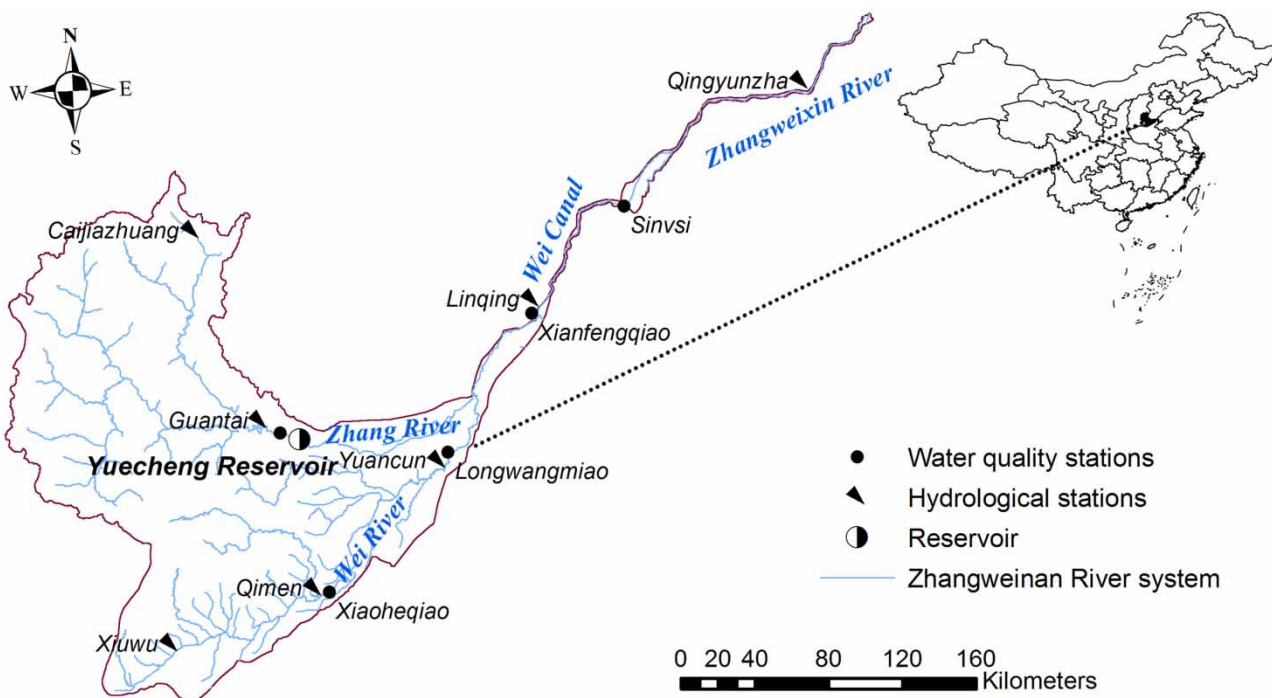 N
W
E
S
Qingyunzha
Zhangweixin River
Caijiazhuang
Wei Canal
Sinvsi
Linqing
Xianfengqiao
Guantai
Zhang River
Yuecheng Reservoir
Yuancun
Longwangmiao
Wei River
Qimen
Xiaoheqiao
Xiuwu
Water quality stations
Hydrological stations
Reservoir
Zhangweinan River system
0 20 40 80 120 160
Kilometers